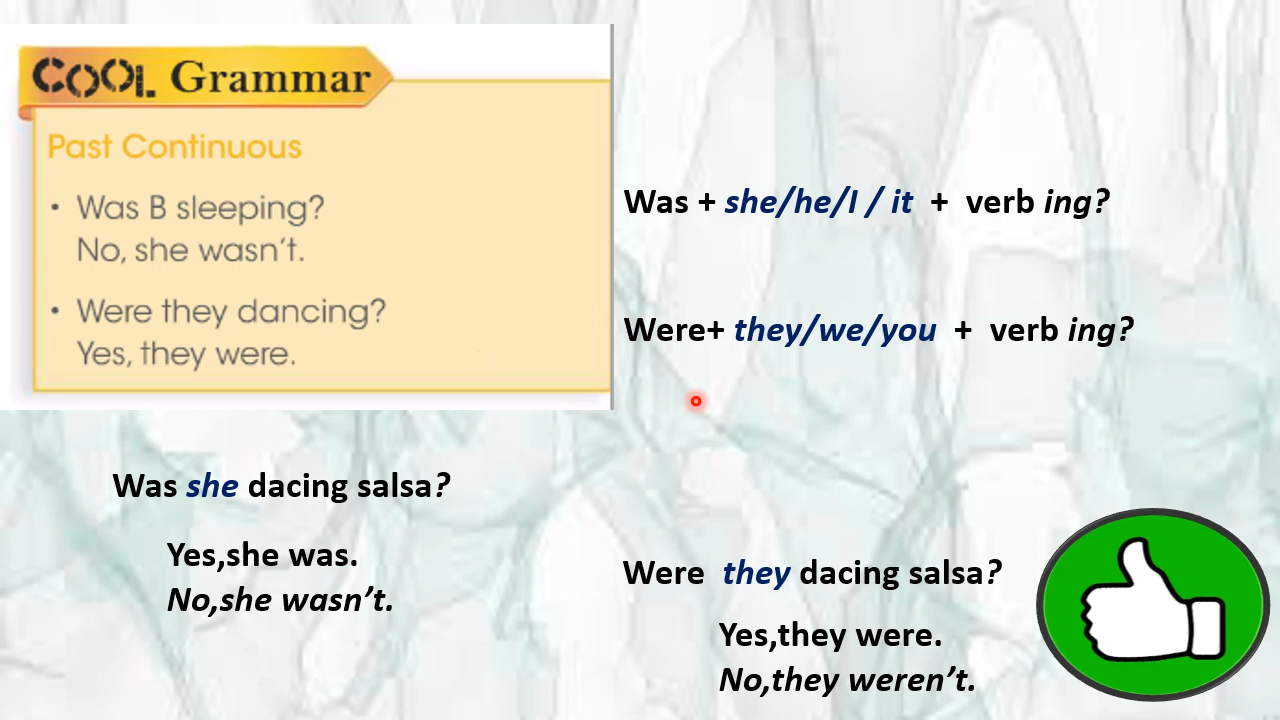 COOL Grammar
Past Continuous
• Was B sleeping?
No, she wasn't.
• Were they dancing?
Yes, they were.
Was + she/he/I / it + verb ing?
Were+ they/we/you + verb ing?
Was she dacing salsa?
Yes,she was.
No,she wasn't.
Were they dacing salsa?
Yes,they were.
No,they weren't.